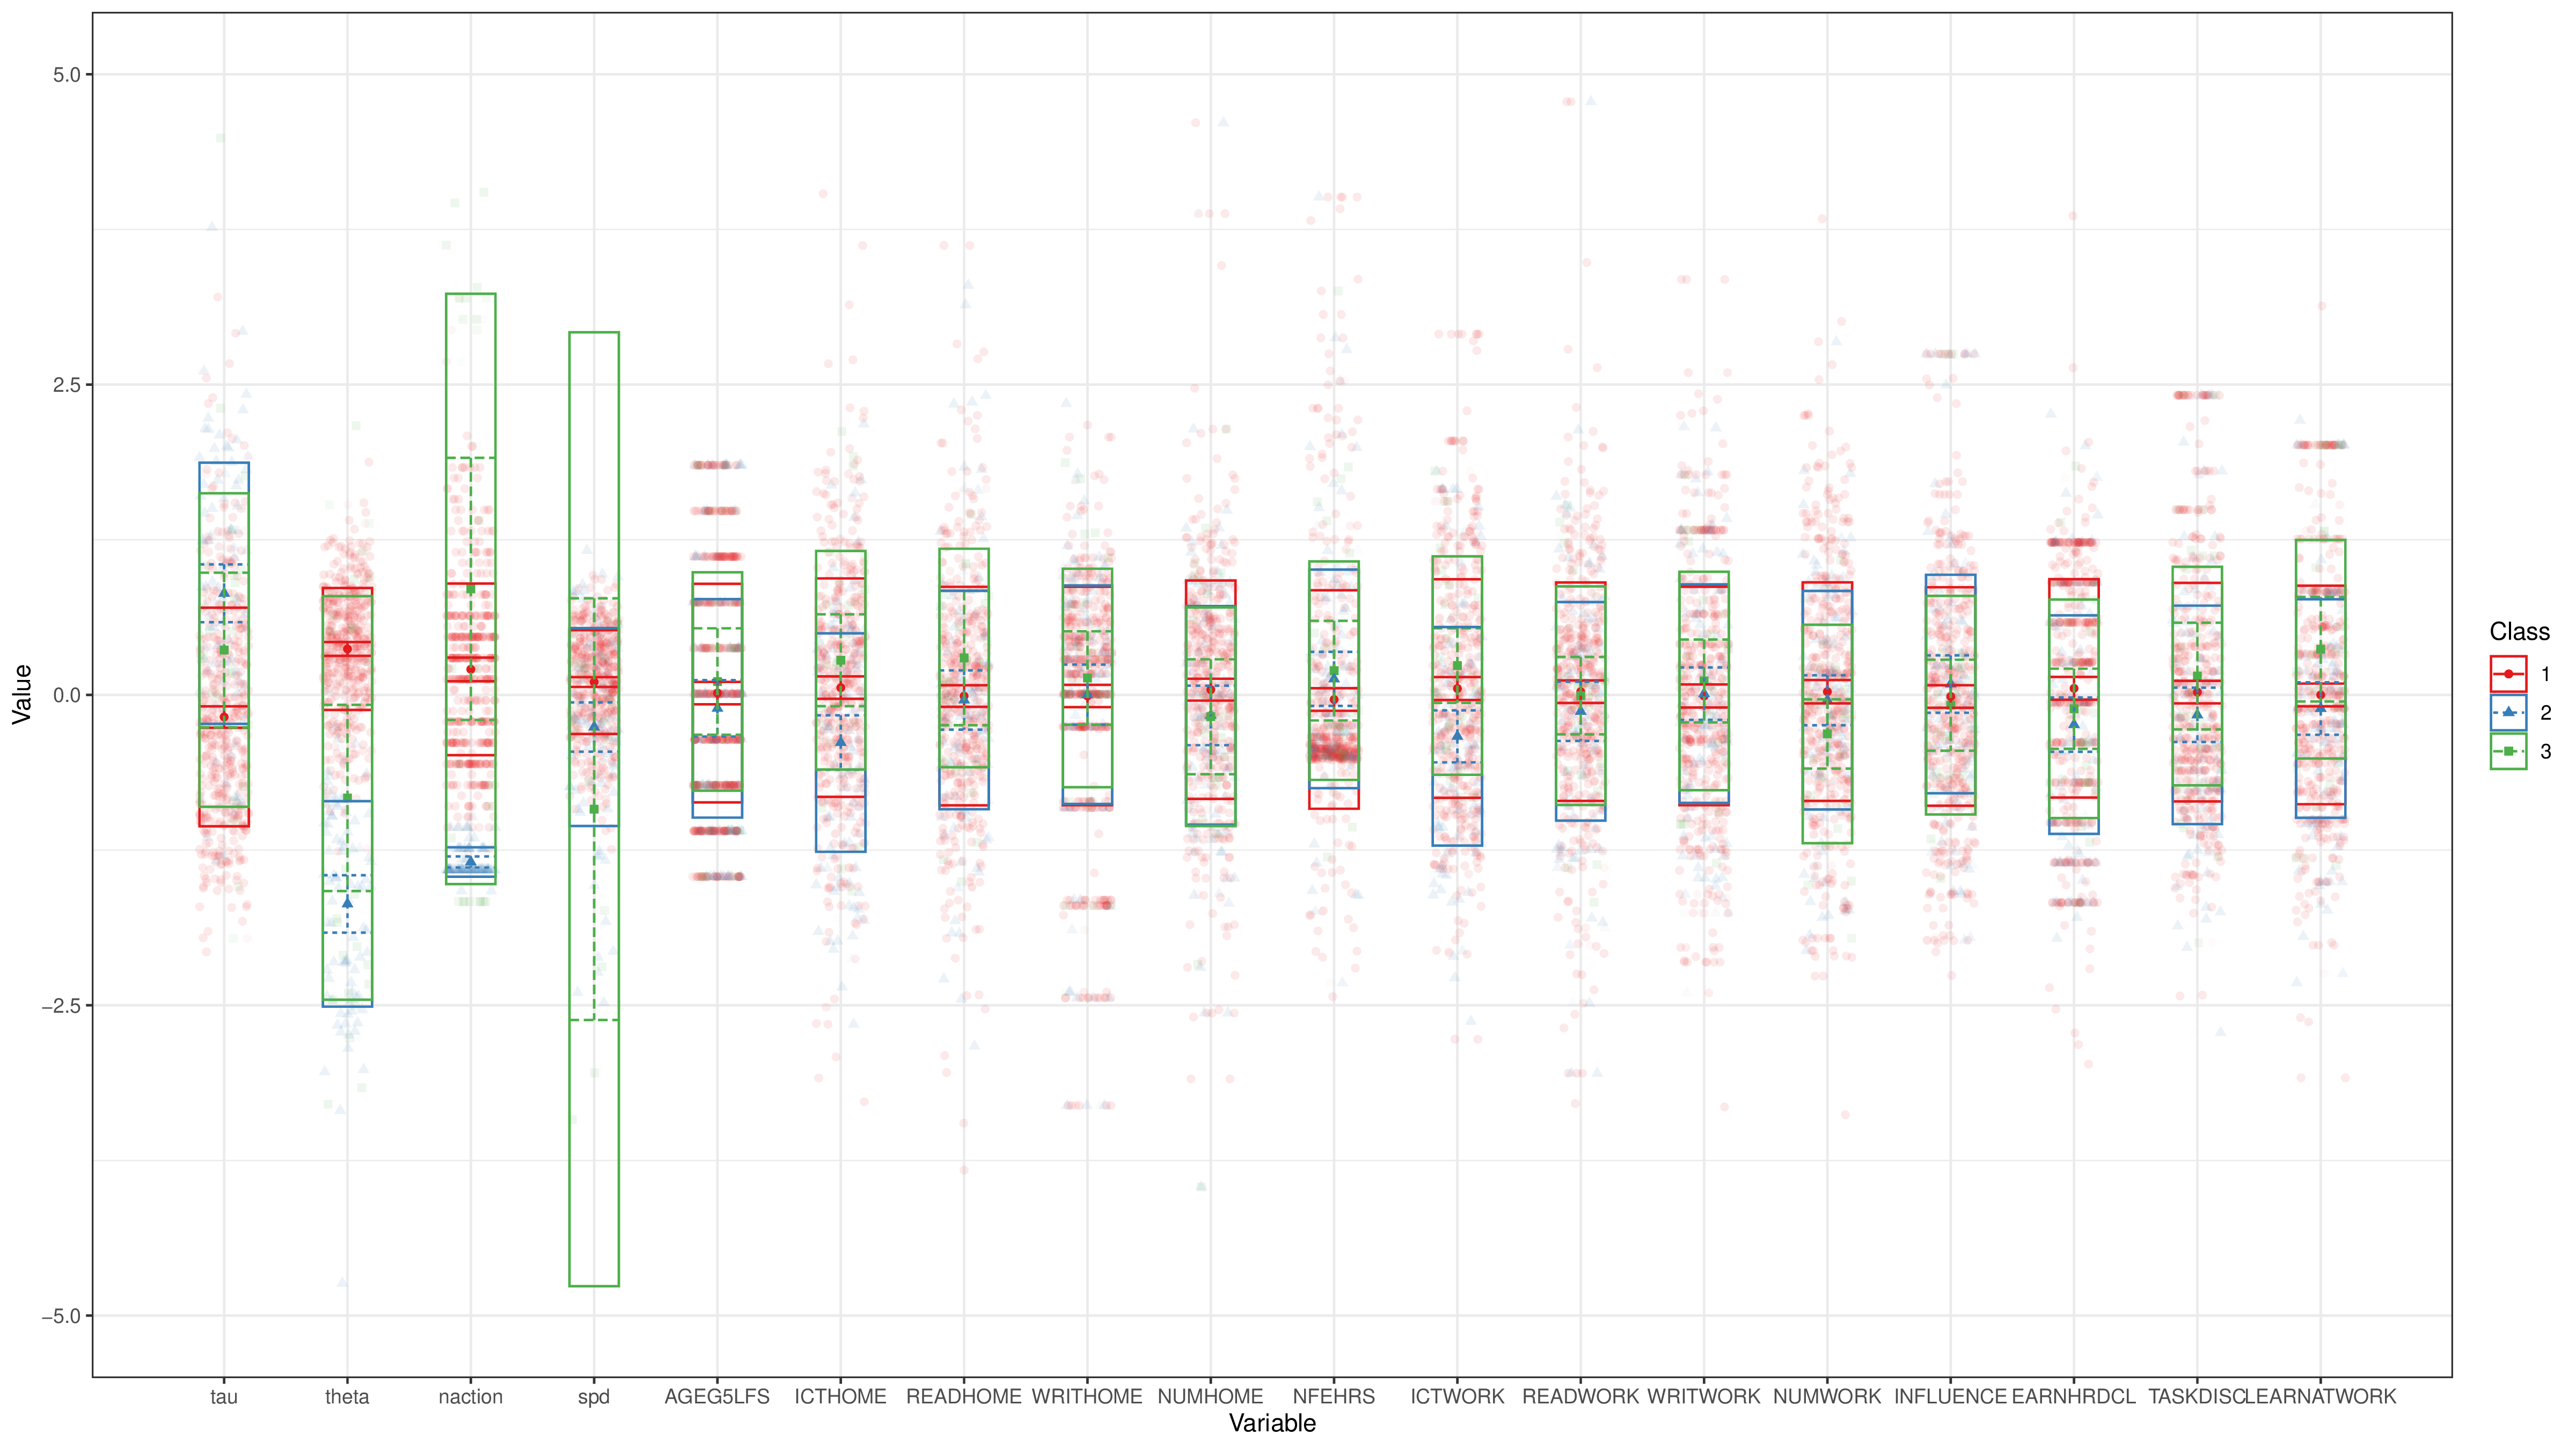 5.0
2.5
0.0
−2.5
−5.0
Value
tau theta naction spd AGEG5LFS ICTHOME READHOME WRITHOME NUMHOME NFEHRS ICTWORK READWORK WRITWORK NUMWORK INFLUENCE EARNHRDCL TASKDISC LEARNATWORK
Variable
Class
1
2
3